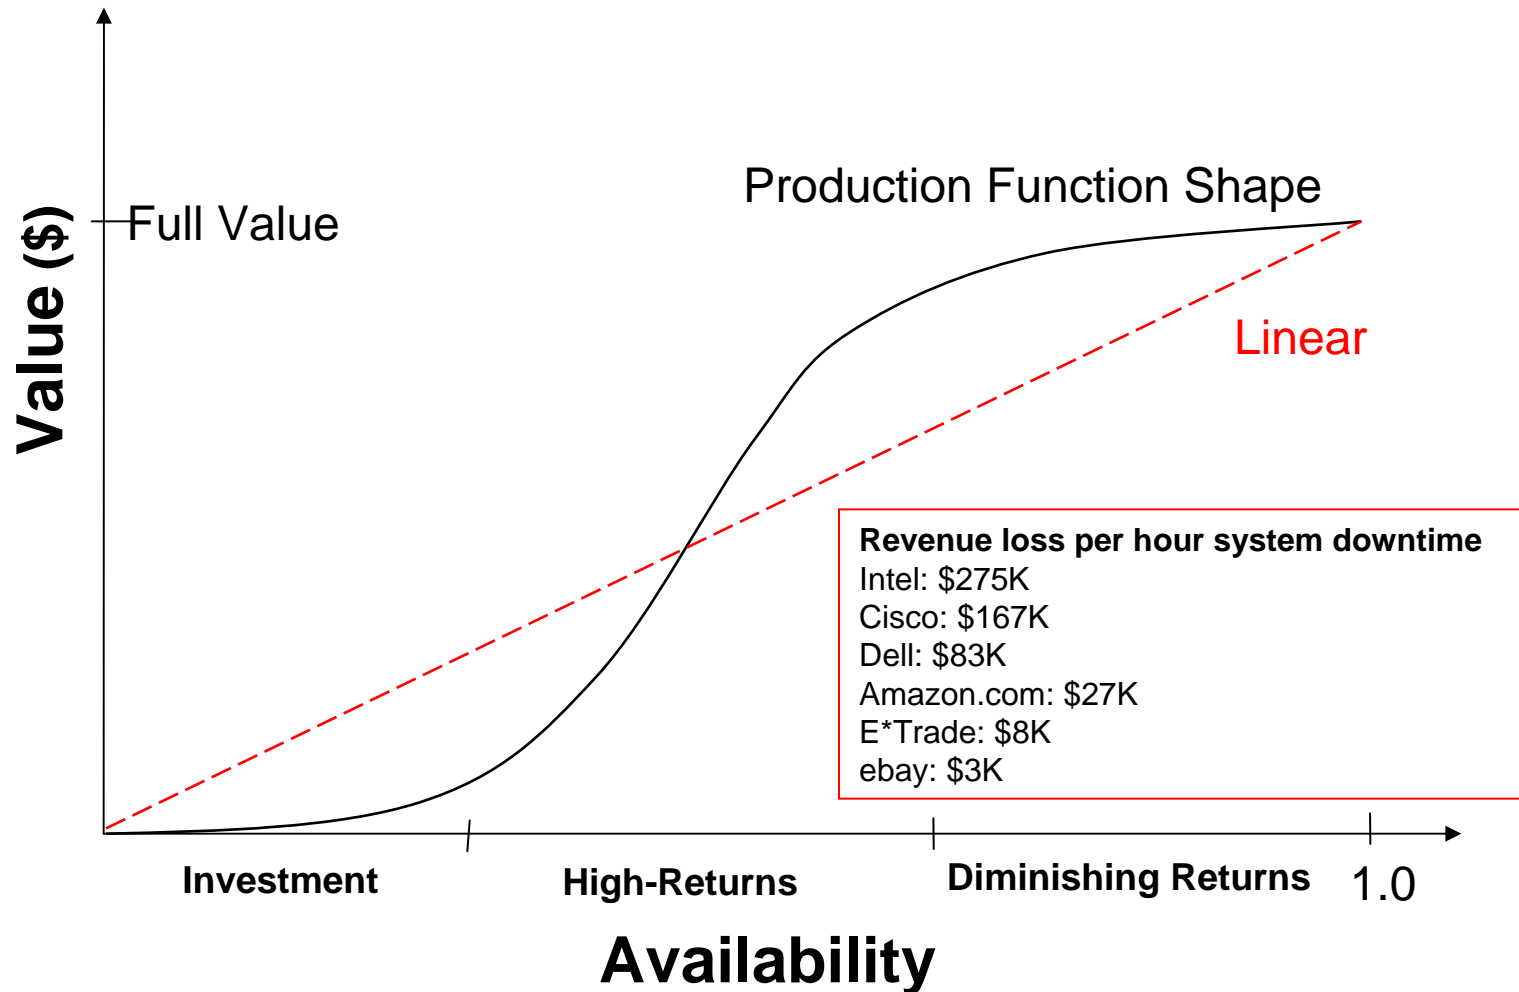 Production Function Shape
Full Value
Value ($)
Linear
Revenue loss per hour system downtime
Intel: $275K
Cisco: $167K
Dell: $83K
Amazon.com: $27K
E*Trade: $8K
ebay: $3K
Investment
High-Returns
Diminishing Returns
1.0
Availability